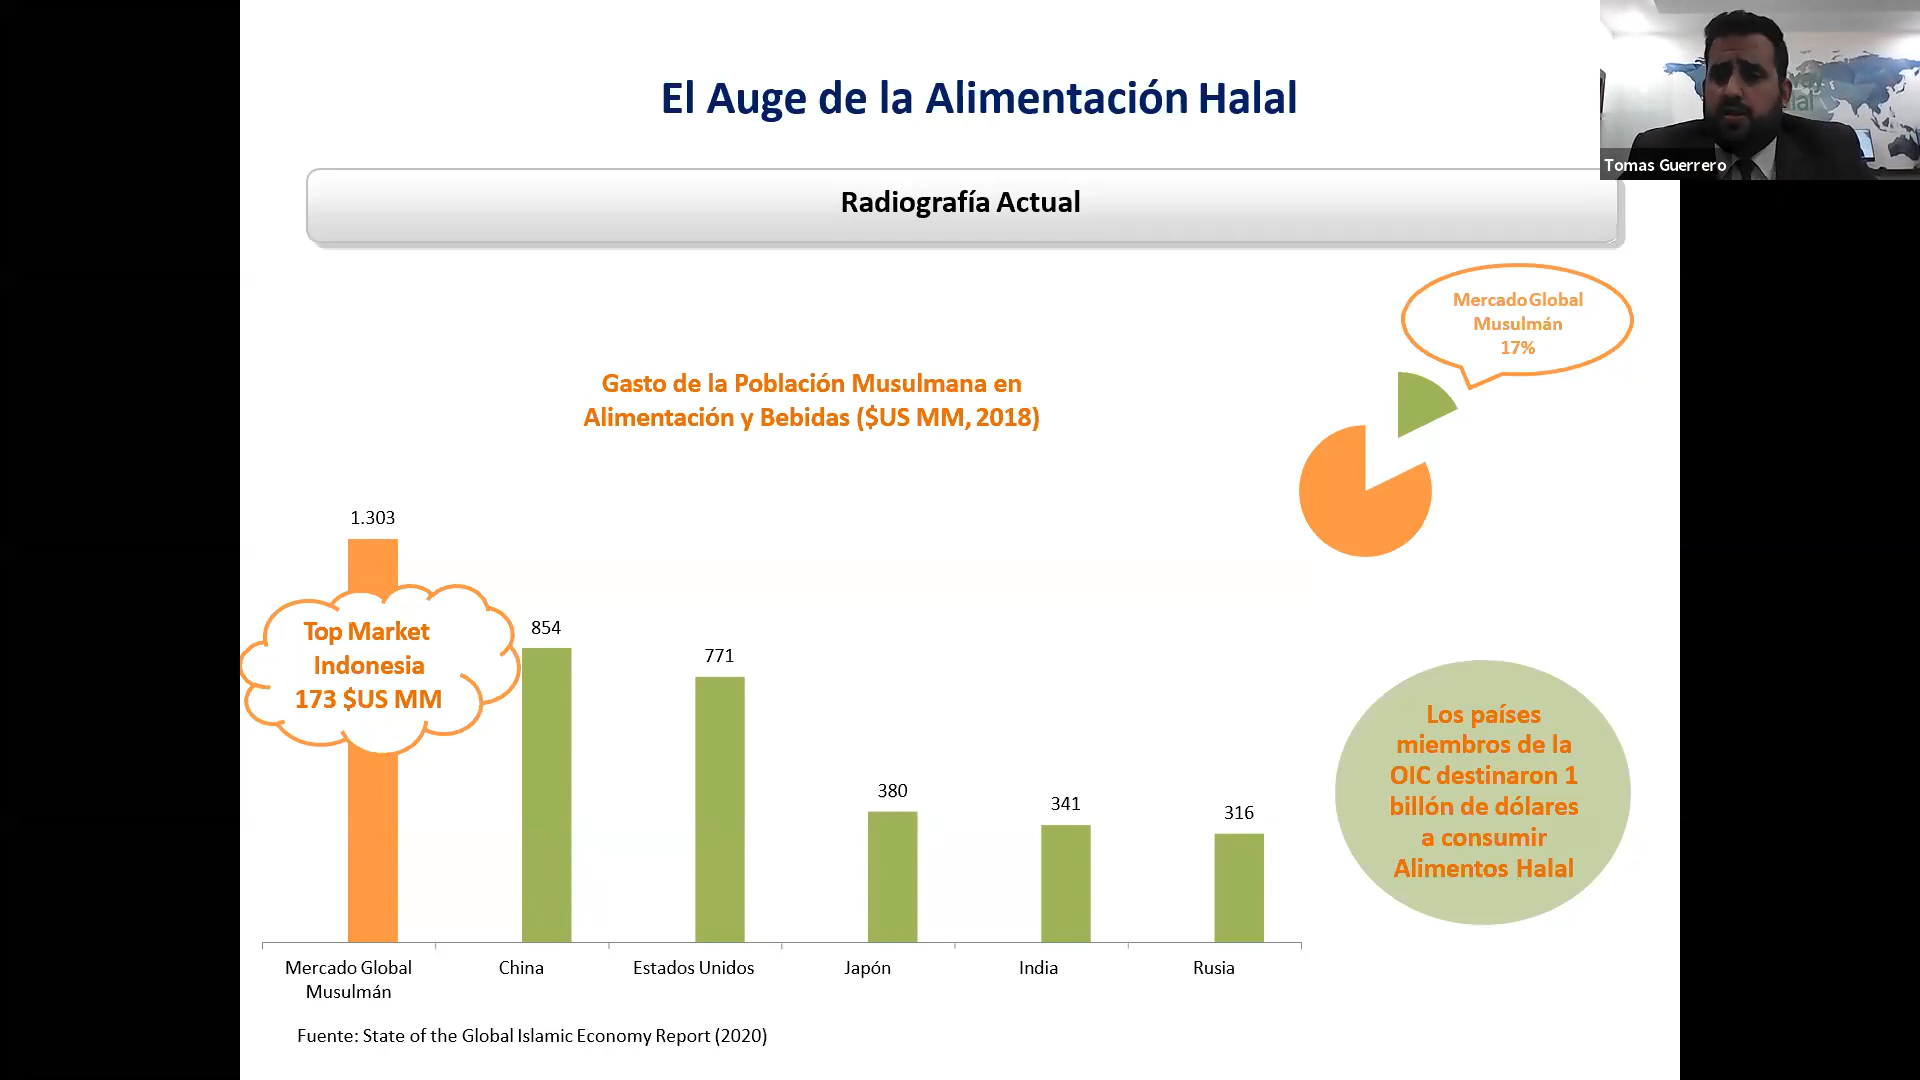 El Auge de la Alimentación Halal
Tomas Guerrero
Radiografía Actual
Mercado Global
Musulmán
17%
Gasto de la Población Musulmana en
Alimentación y Bebidas ($US MM, 2018)
1.303
854
771
380
341
316
Top Market
Indonesia
173 $US MM
Los países
miembros de la
OIC destinaron 1
billón de dólares
a consumir
Alimentos Halal
Mercado Global
Musulmán
China
Estados Unidos
Japón
India
Rusia
Fuente: State of the Global Islamic Economy Report (2020)